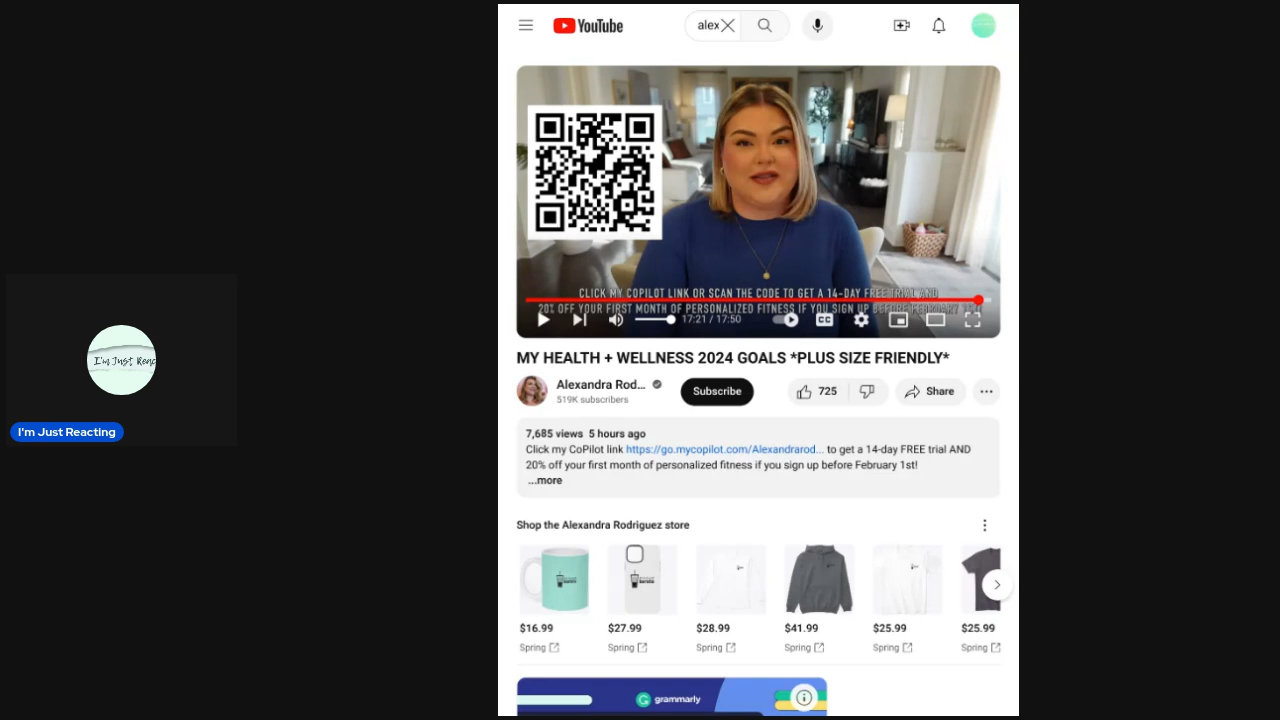 YouTube
alex
CLICK MY COPILOT LINK OR SCAN THE CODE TO GET A 14-DAY FREE TRIAL AND
20% OFF YOUR FIRST MONTH OF PERSONALIZED FITNESS IF YOU SIGN UP BEFORE FEBRUARY 1ST!
17:21 / 17:50
CC
MY HEALTH + WELLNESS 2024 GOALS *PLUS SIZE FRIENDLY*
Alexandra Rod...
519K subscribers
Subscribe
725
Share
7,685 views 5 hours ago
Click my CoPilot link https://go.mycopilot.com/Alexandrarod... to get a 14-day FREE trial AND
20% off your first month of personalized fitness if you sign up before February 1st!
...more
Shop the Alexandra Rodriguez store
$16.99
$27.99
$28.99
$41.99
$25.99
$25.99
Spring
Spring
Spring
Spring
Spring
Spring
grammarly
I'm Just Reac
I'm Just Reacting